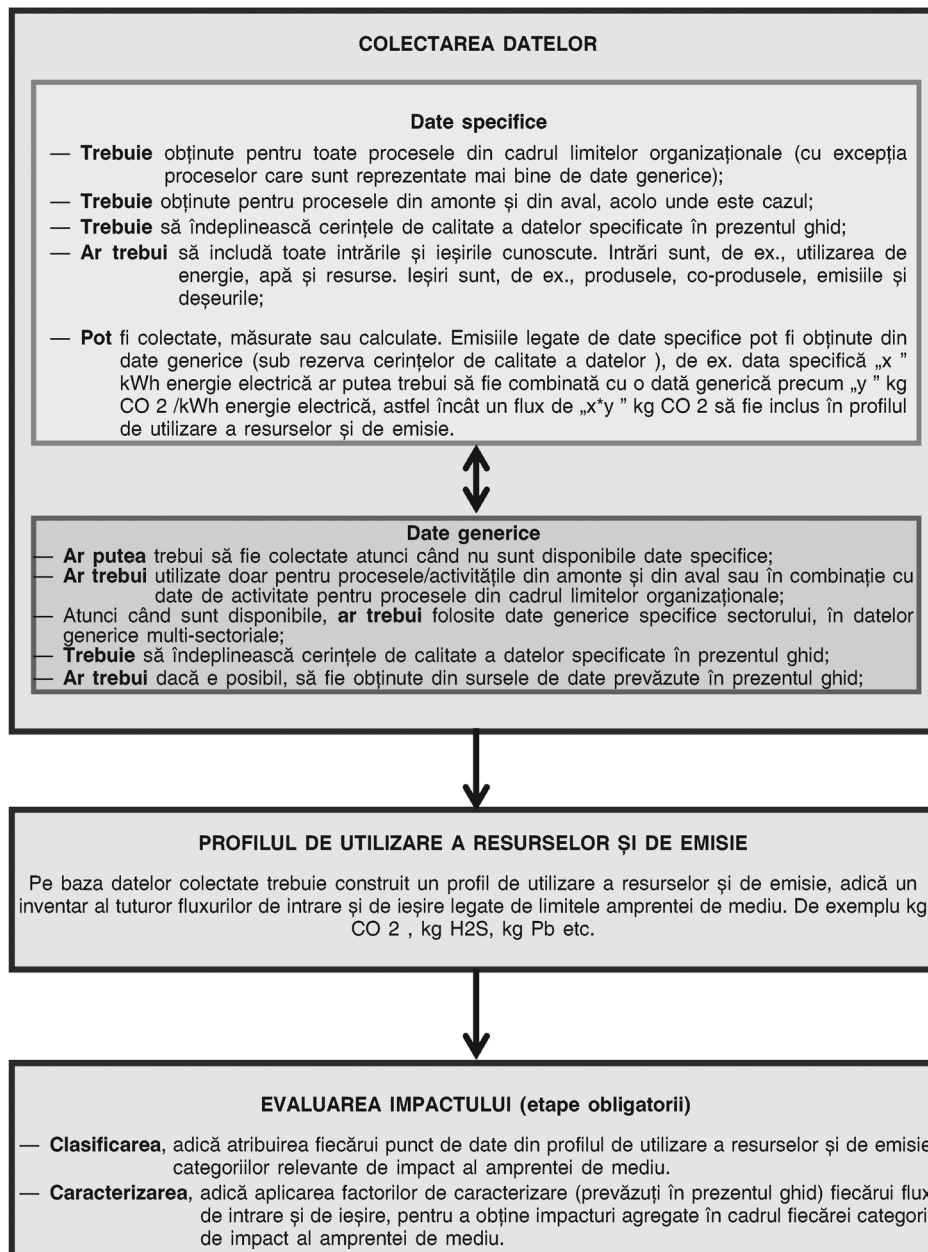 COLECTAREA DATELOR
Date specifice
— Trebuie obținute pentru toate procesele din cadrul limitelor organizaționale (cu excepția
proceselor care sunt reprezentate mai bine de date generice);
— Trebuie obținute pentru procesele din amonte și din aval, acolo unde este cazul;
— Trebuie să îndeplinească cerințele de calitate a datelor specificate în prezentul ghid;
— Ar trebui să includă toate intrările și ieșirile cunoscute. Intrări sunt, de ex., utilizarea de
energie, apă și resurse. Ieșiri sunt, de ex., produsele, co-produsele, emisiile și
deșeurile;
— Pot fi colectate, măsurate sau calculate. Emisiile legate de date specifice pot fi obținute din
date generice (sub rezerva cerințelor de calitate a datelor ), de ex. data specifică „x ”
kWh energie electrică ar putea trebui să fie combinată cu o dată generică precum „y ” kg
CO 2 /kWh energie electrică, astfel încât un flux de „x*y ” kg CO 2 să fie inclus în profilul
de utilizare a resurselor și de emisie.
Date generice
— Ar putea trebui să fie colectate atunci când nu sunt disponibile date specifice;
— Ar trebui utilizate doar pentru procesele/activitățile din amonte și din aval sau în combinație cu
date de activitate pentru procesele din cadrul limitelor organizaționale;
— Atunci când sunt disponibile, ar trebui folosite date generice specifice sectorului, în datelor
generice multi-sectoriale;
— Trebuie să îndeplinească cerințele de calitate a datelor specificate în prezentul ghid;
— Ar trebui dacă e posibil, să fie obținute din sursele de date prevăzute în prezentul ghid;
PROFILUL DE UTILIZARE A RESURSELOR ȘI DE EMISIE
Pe baza datelor colectate trebuie construit un profil de utilizare a resurselor și de emisie, adică un
inventar al tuturor fluxurilor de intrare și de ieșire legate de limitele amprentei de mediu. De exemplu kg
CO 2 , kg H2S, kg Pb etc.
EVALUAREA IMPACTULUI (etape obligatorii)
— Clasificarea, adică atribuirea fiecărui punct de date din profilul de utilizare a resurselor și de emisie
categoriilor relevante de impact al amprentei de mediu.
— Caracterizarea, adică aplicarea factorilor de caracterizare (prevăzuți în prezentul ghid) fiecărui flux
de intrare și de ieșire, pentru a obține impacturi agregate în cadrul fiecărei categori
de impact al amprentei de mediu.